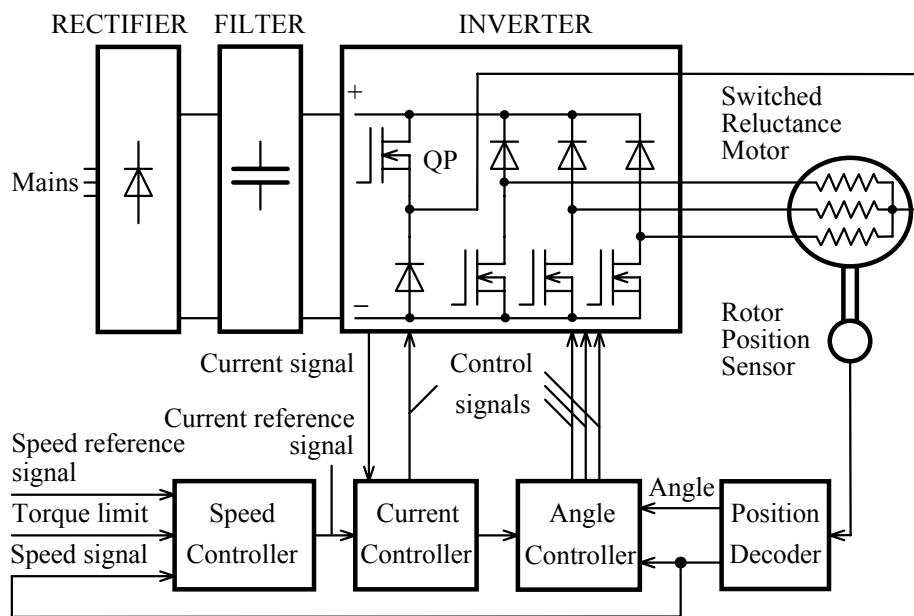 RECTIFIER
FILTER
INVERTER
+
QP
Mains
−
Switched
Reluctance
Motor
Rotor
Position
Sensor
Current signal
Control
signals
Current reference
signal
Speed reference
signal
Torque limit
Speed signal
Speed
Controller
Current
Controller
Angle
Controller
Angle
Position
Decoder